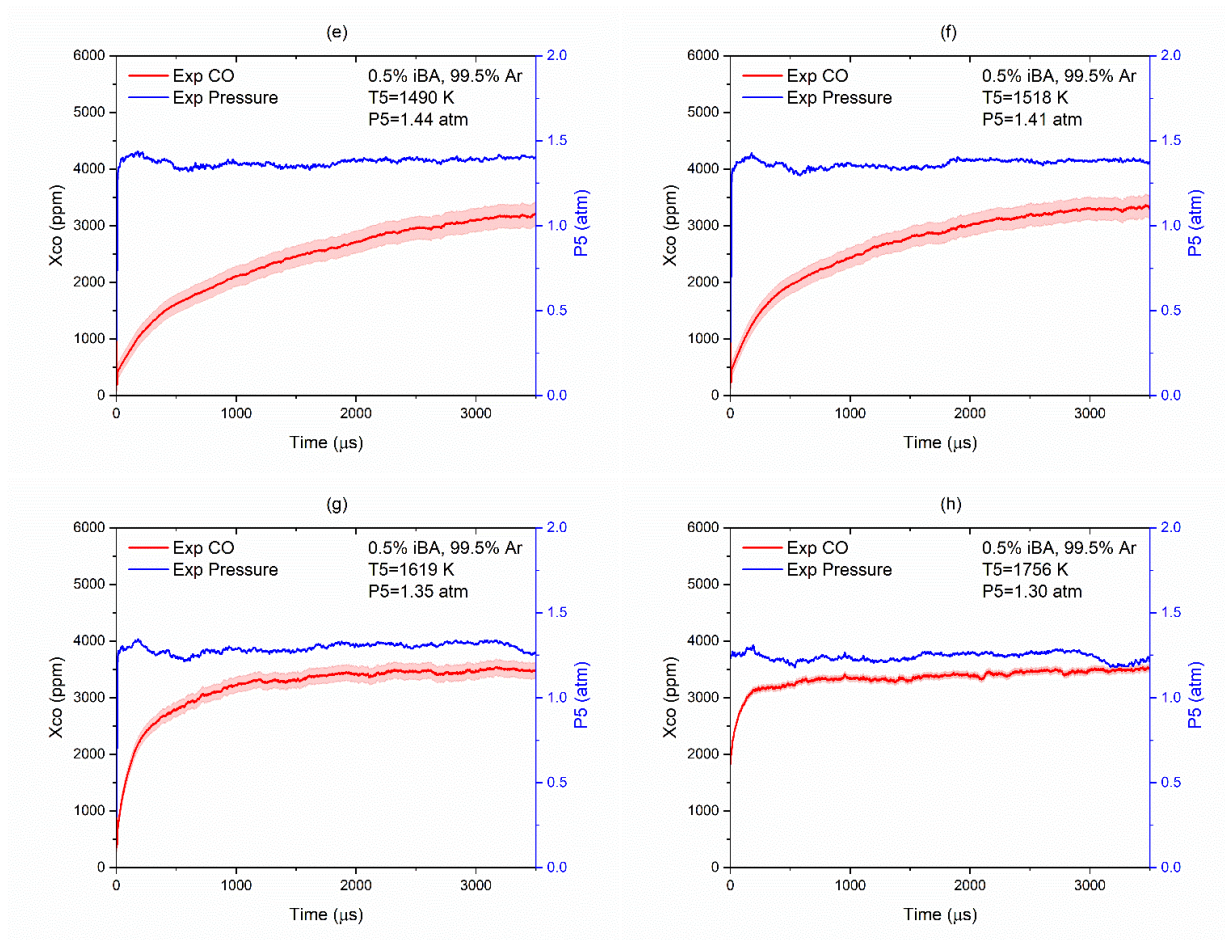 (e)
6000
5000
4000
3000
2000
1000
0
Xco (ppm)
Exp CO
Exp Pressure
0.5% iBA, 99.5% Ar
T5=1490 K
P5=1.44 atm
2.0
1.5
1.0
0.5
0.0
P5 (atm)
0 1000 2000 3000
Time (μs)
(f)
6000
5000
4000
3000
2000
1000
0
Xco (ppm)
Exp CO
Exp Pressure
0.5% iBA, 99.5% Ar
T5=1518 K
P5=1.41 atm
2.0
1.5
1.0
0.5
0.0
P5 (atm)
0 1000 2000 3000
Time (μs)
(g)
6000
5000
4000
3000
2000
1000
0
Xco (ppm)
Exp CO
Exp Pressure
0.5% iBA, 99.5% Ar
T5=1619 K
P5=1.35 atm
2.0
1.5
1.0
0.5
0.0
P5 (atm)
0 1000 2000 3000
Time (μs)
(h)
6000
5000
4000
3000
2000
1000
0
Xco (ppm)
Exp CO
Exp Pressure
0.5% iBA, 99.5% Ar
T5=1756 K
P5=1.30 atm
2.0
1.5
1.0
0.5
0.0
P5 (atm)
0 1000 2000 3000
Time (μs)